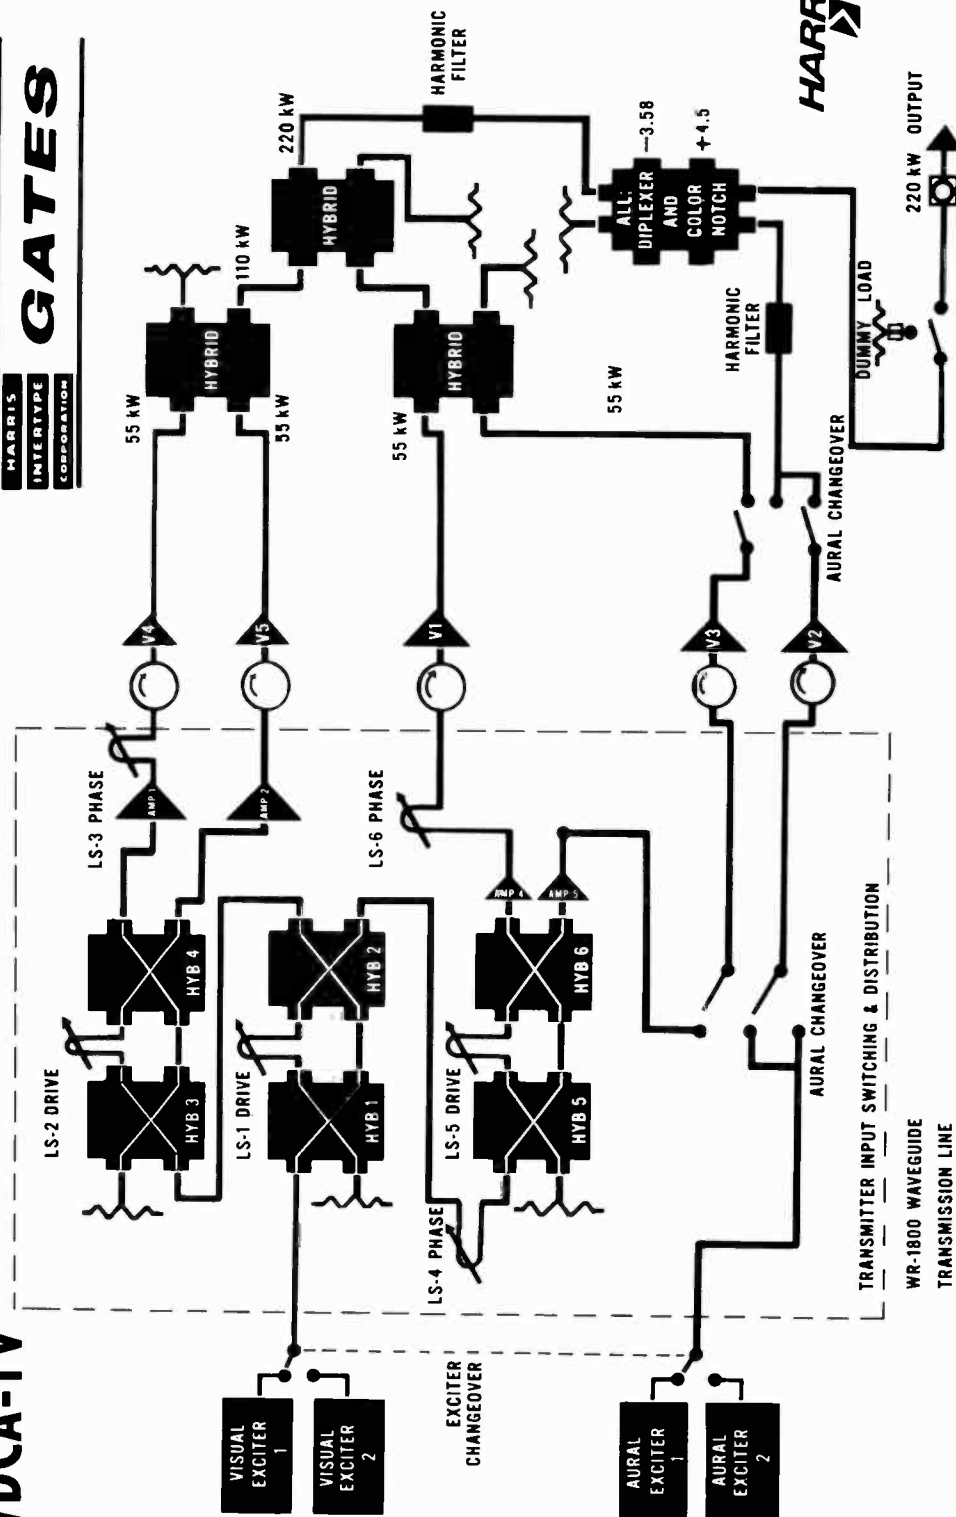 HARRIS
INTERTYPE
CORPORATION
GATES
VISUAL
EXCITER
1
VISUAL
EXCITER
2
EXCITER
CHANGEOVER
AURAL
EXCITER
1
AURAL
EXCITER
2
LS-2 DRIVE
HYB 3
HYB 4
LS-3 PHASE
AMP 1
AMP 2
LS-1 DRIVE
HYB 1
HYB 2
LS-4 PHASE
LS-5 DRIVE
HYB 5
HYB 6
LS-6 PHASE
AMP 4
AMP 5
AURAL CHANGEOVER
TRANSMITTER INPUT SWITCHING & DISTRIBUTION
WR-1800 WAVEGUIDE
TRANSMISSION LINE
V4
V5
V1
V3
V2
55 kW
55 kW
HYBRID
110 kW
55 kW
HYBRID
55 kW
HYBRID
220 kW
HARMONIC
FILTER
ALL:
DIPLEXER
AND
COLOR
NOTCH
—3.58
+4.5
HARMONIC
FILTER
AURAL CHANGEOVER
DUMMY LOAD
220 kW OUTPUT